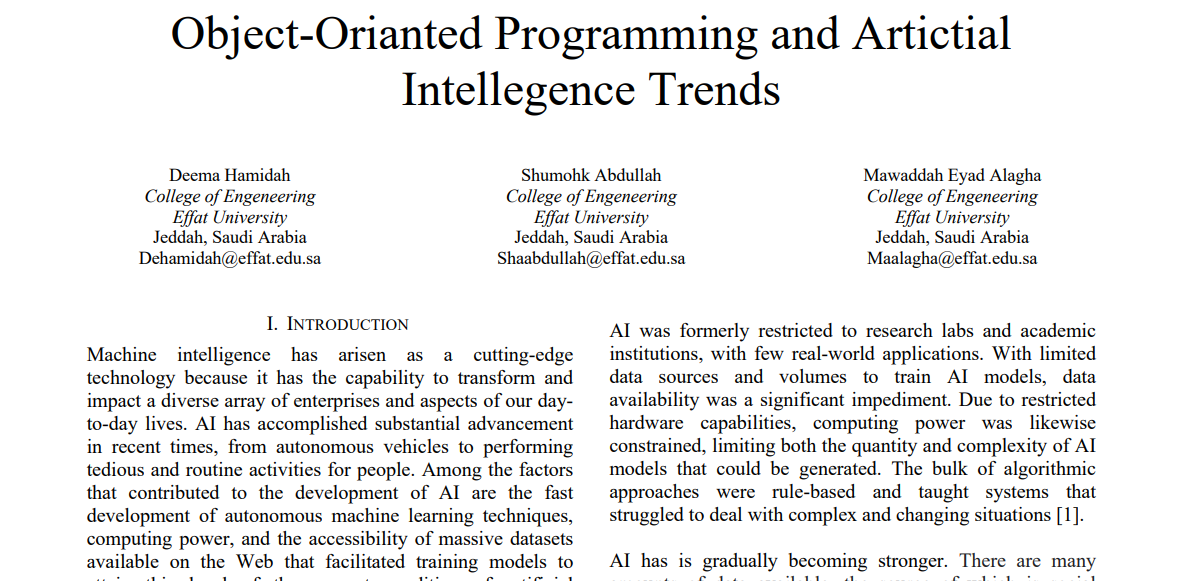 Object-Orianted Programming and Artictial
Intellegence Trends
Deema Hamidah
College of Engeneering
Effat University
Jeddah, Saudi Arabia
Dehamidah@effat.edu.sa
Shumohk Abdullah
College of Engeneering
Effat University
Jeddah, Saudi Arabia
Shaabdullah@effat.edu.sa
Mawaddah Eyad Alagha
College of Engeneering
Effat University
Jeddah, Saudi Arabia
Maalagha@effat.edu.sa
I. INTRODUCTION
Machine intelligence has arisen as a cutting-edge
technology because it has the capability to transform and
impact a diverse array of enterprises and aspects of our day-
to-day lives. AI has accomplished substantial advancement
in recent times, from autonomous vehicles to performing
tedious and routine activities for people. Among the factors
that contributed to the development of AI are the fast
development of autonomous machine learning techniques,
computing power, and the accessibility of massive datasets
available on the Web that facilitated training models to
AI was formerly restricted to research labs and academic
institutions, with few real-world applications. With limited
data sources and volumes to train AI models, data
availability was a significant impediment. Due to restricted
hardware capabilities, computing power was likewise
constrained, limiting both the quantity and complexity of AI
models that could be generated. The bulk of algorithmic
approaches were rule-based and taught systems that
struggled to deal with complex and changing situations [1].
AI has is gradually becoming stronger. There are many